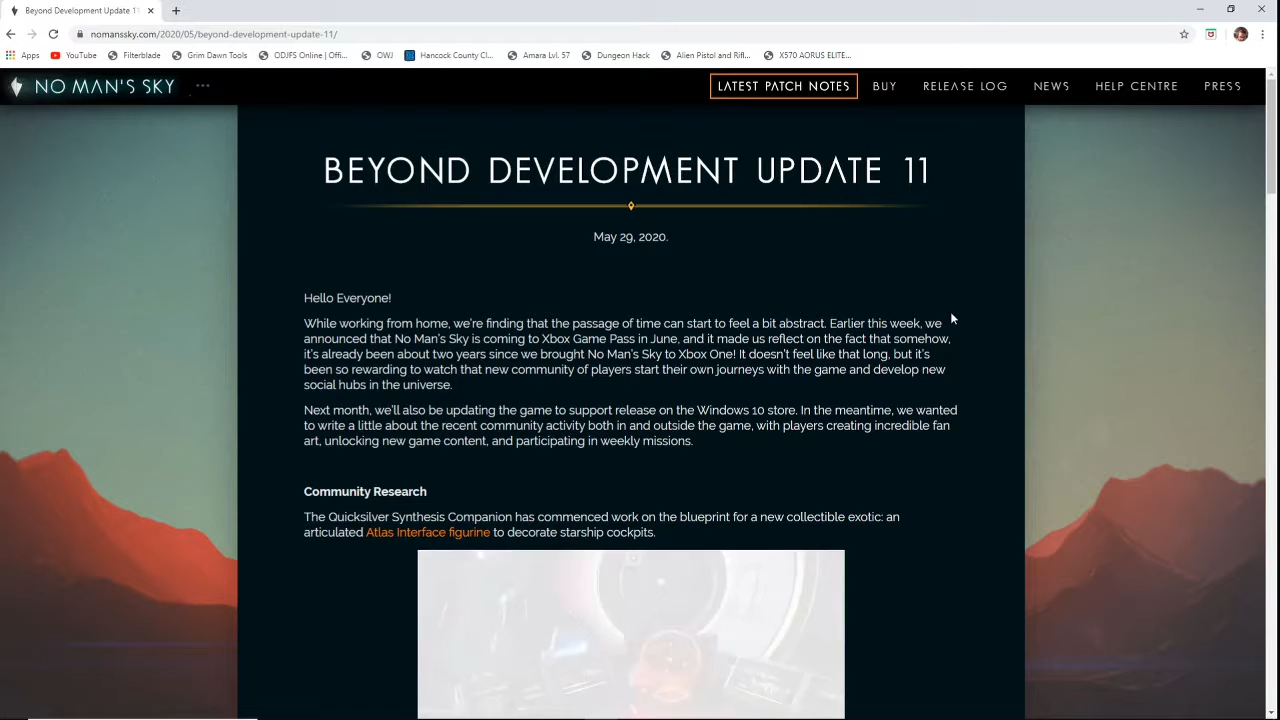 Beyond Development Update 11
nomanssky.com/2020/05/beyond-development-update-11/
Apps YouTube Filterblade Grim Dawn Tools ODJFS Online | Offi... OWJ Hancock County Cl... Amara Lvl. 57 Dungeon Hack Alien Pistol and Rifl... X570 AORUS ELITE...
NO MAN'S SKY LATEST PATCH NOTES BUY RELEASE LOG NEWS HELP CENTRE PRESS
BEYOND DEVELOPMENT UPDATE 11
May 29, 2020.
Hello Everyone!
While working from home, we're finding that the passage of time can start to feel a bit abstract. Earlier this week, we
announced that No Man's Sky is coming to Xbox Game Pass in June, and it made us reflect on the fact that somehow,
it's already been about two years since we brought No Man's Sky to Xbox One! It doesn't feel like that long, but it's
been so rewarding to watch that new community of players start their own journeys with the game and develop new
social hubs in the universe.
Next month, we'll also be updating the game to support release on the Windows 10 store. In the meantime, we wanted
to write a little about the recent community activity both in and outside the game, with players creating incredible fan
art, unlocking new game content, and participating in weekly missions.
Community Research
The Quicksilver Synthesis Companion has commenced work on the blueprint for a new collectible exotic: an
articulated Atlas Interface figurine to decorate starship cockpits.